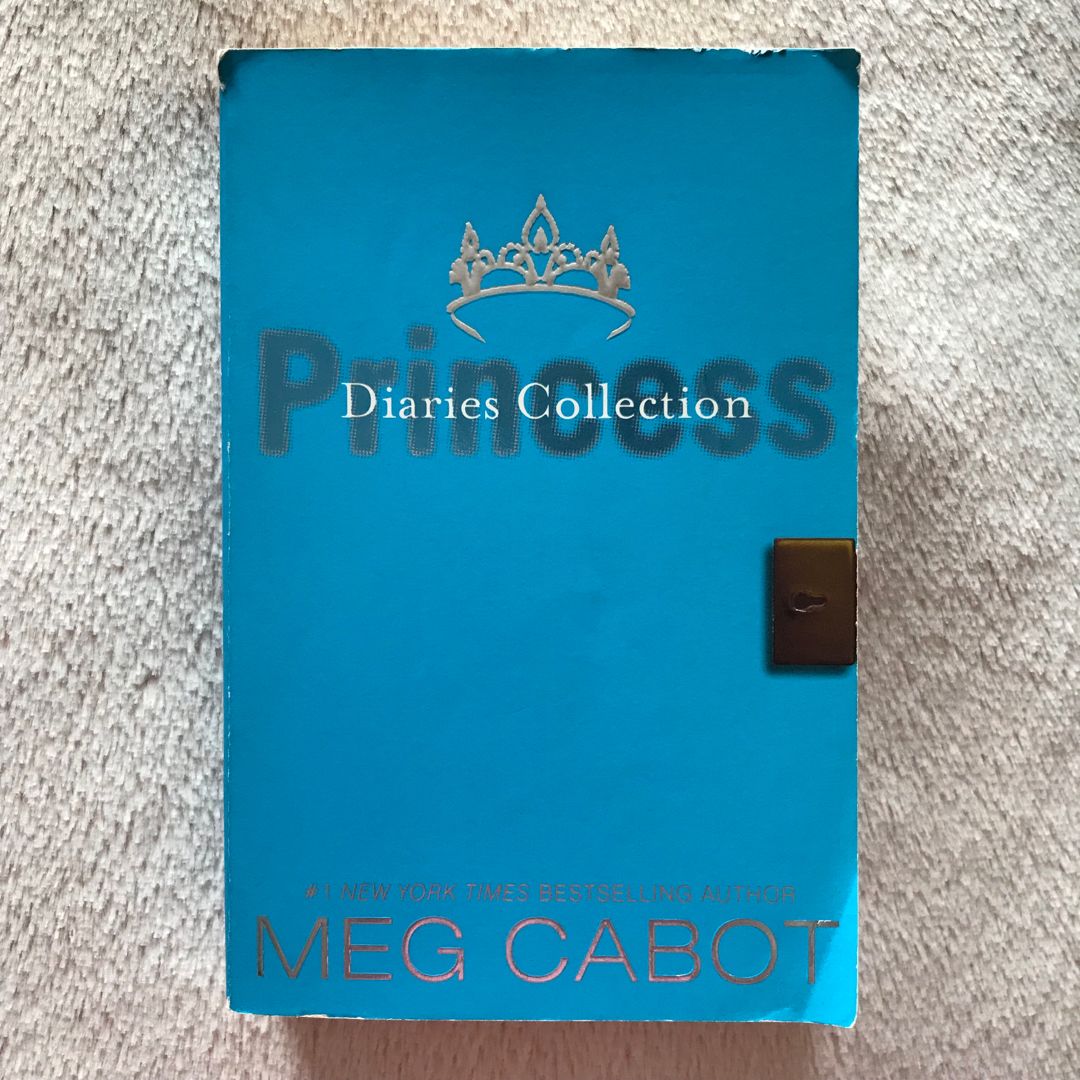 Princess
Diaries Collection
#1 NEW YORK TIMES BESTSELLING AUTHOR
MEG CABOT